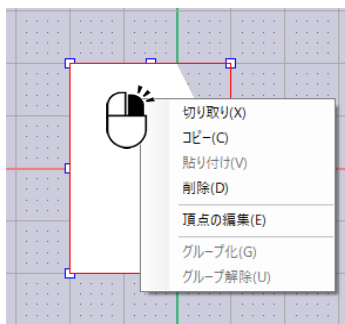 切り取り(X)
コピー(C)
貼り付け(V)
削除(D)
頂点の編集(E)
グループ化(G)
グループ解除(U)